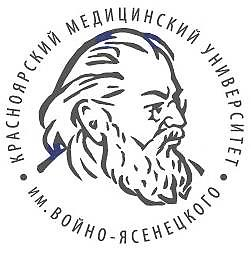 КРАСНОЯРСКИЙ МЕДИЦИНСКИЙ УНИВЕРСИТЕТ
ИМ. ВОЙНО-ЯСЕНЕЦКОГО